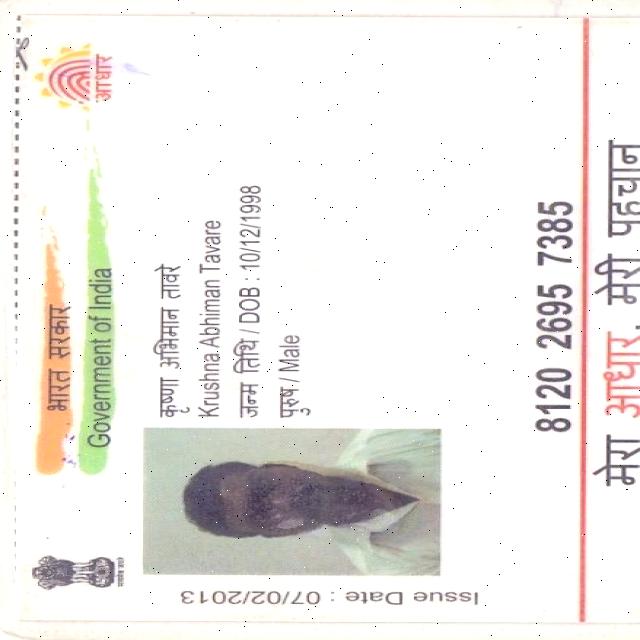 आधार
भारत सरकार
Government of India
कृष्णा अभिमान तावरे
Krushna Abhiman Tavare
जन्म तिथि / DOB : 10/12/1998
पुरुष / Male
Issue Date : 07/02/2013
8120 2695 7385
मेरा आधार, मेरी पहचान